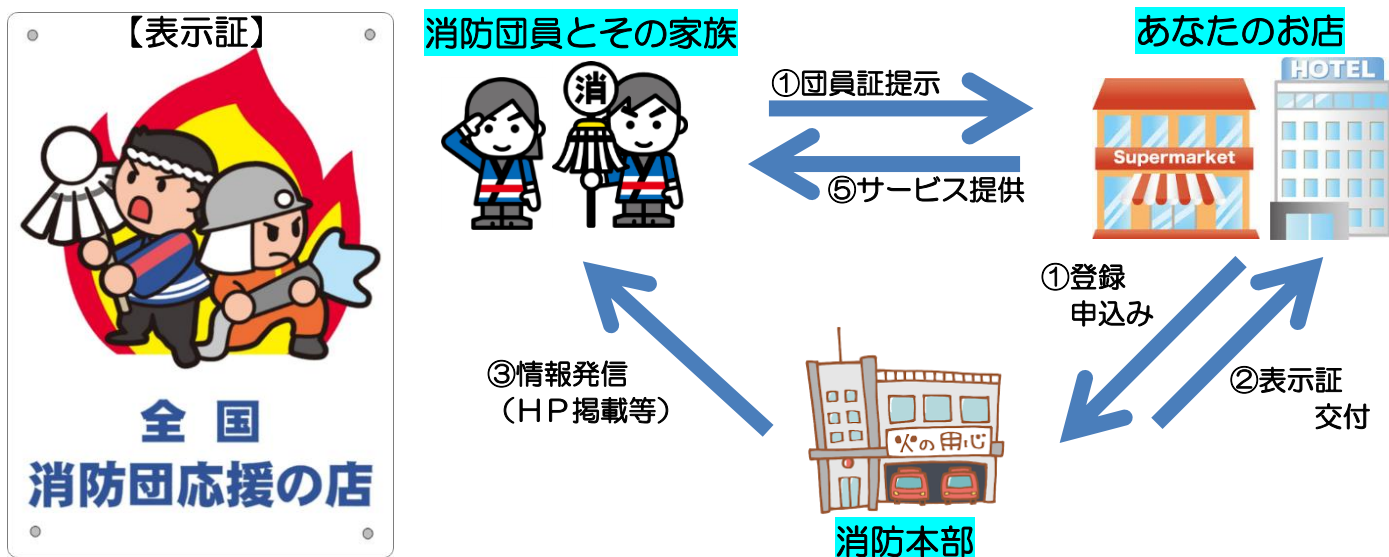 【表示証】
全国
消防団応援の店
消防団員とその家族
消
①団員証提示
⑤サービス提供
あなたのお店
HOTEL
Supermarket
①登録
申込み
②表示証
交付
③情報発信
（ＨＰ掲載等）
火の用心
消防本部